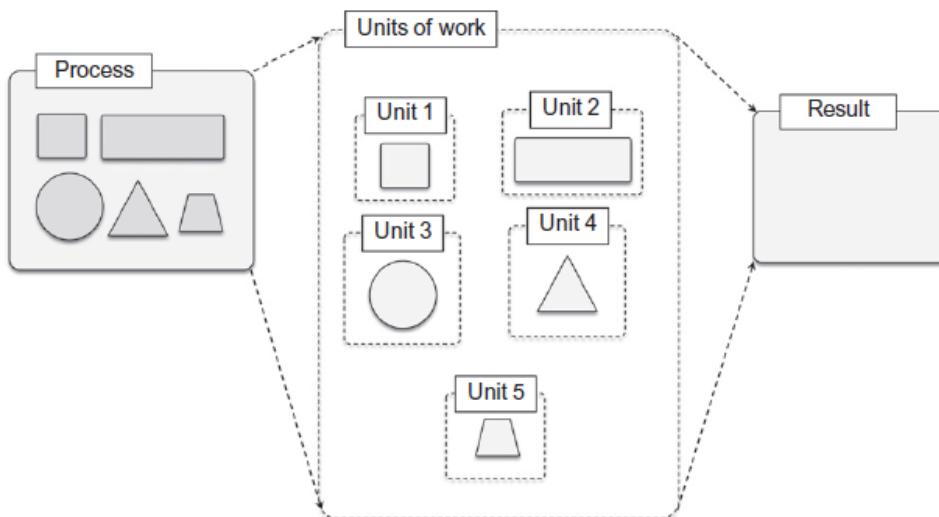 Units of work
Process
Result
Unit 1
Unit 2
Unit 3
Unit 4
Unit 5